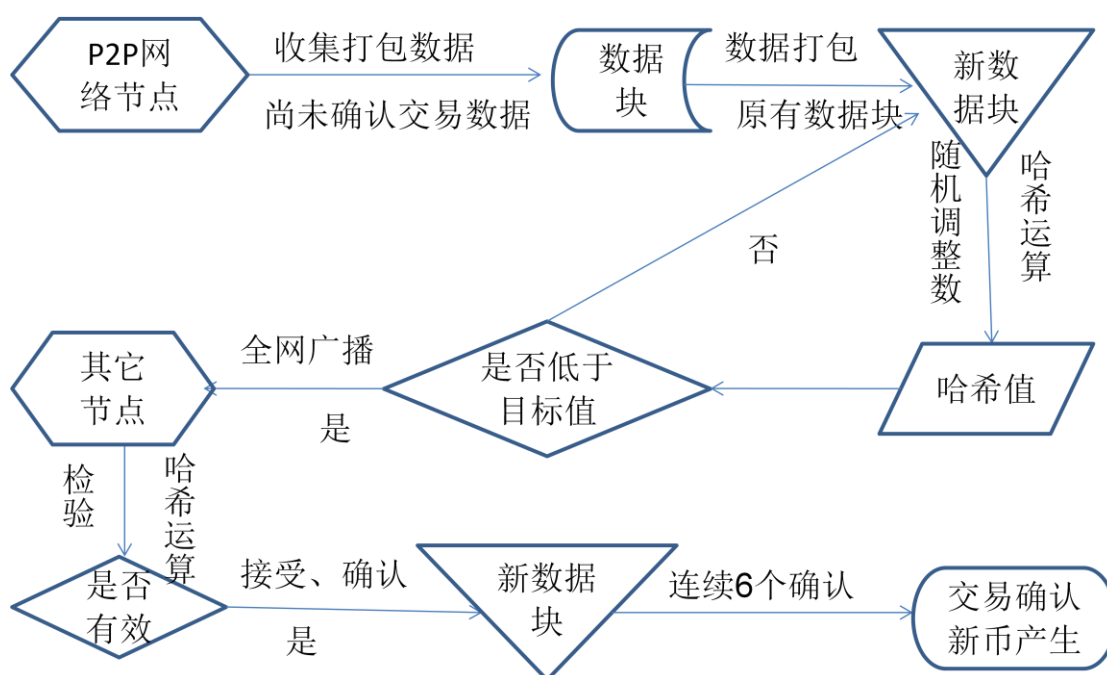 P2P网
络节点
收集打包数据
尚未确认交易数据
数据
块
数据打包
原有数据块
新数
据块
随机调整数
哈希运算
否
哈希值
是否低于
目标值
全网广播
是
其它
节点
检验
哈希运算
是否
有效
接受、确认
是
新数据
块
连续6个确认
交易确认
新币产生